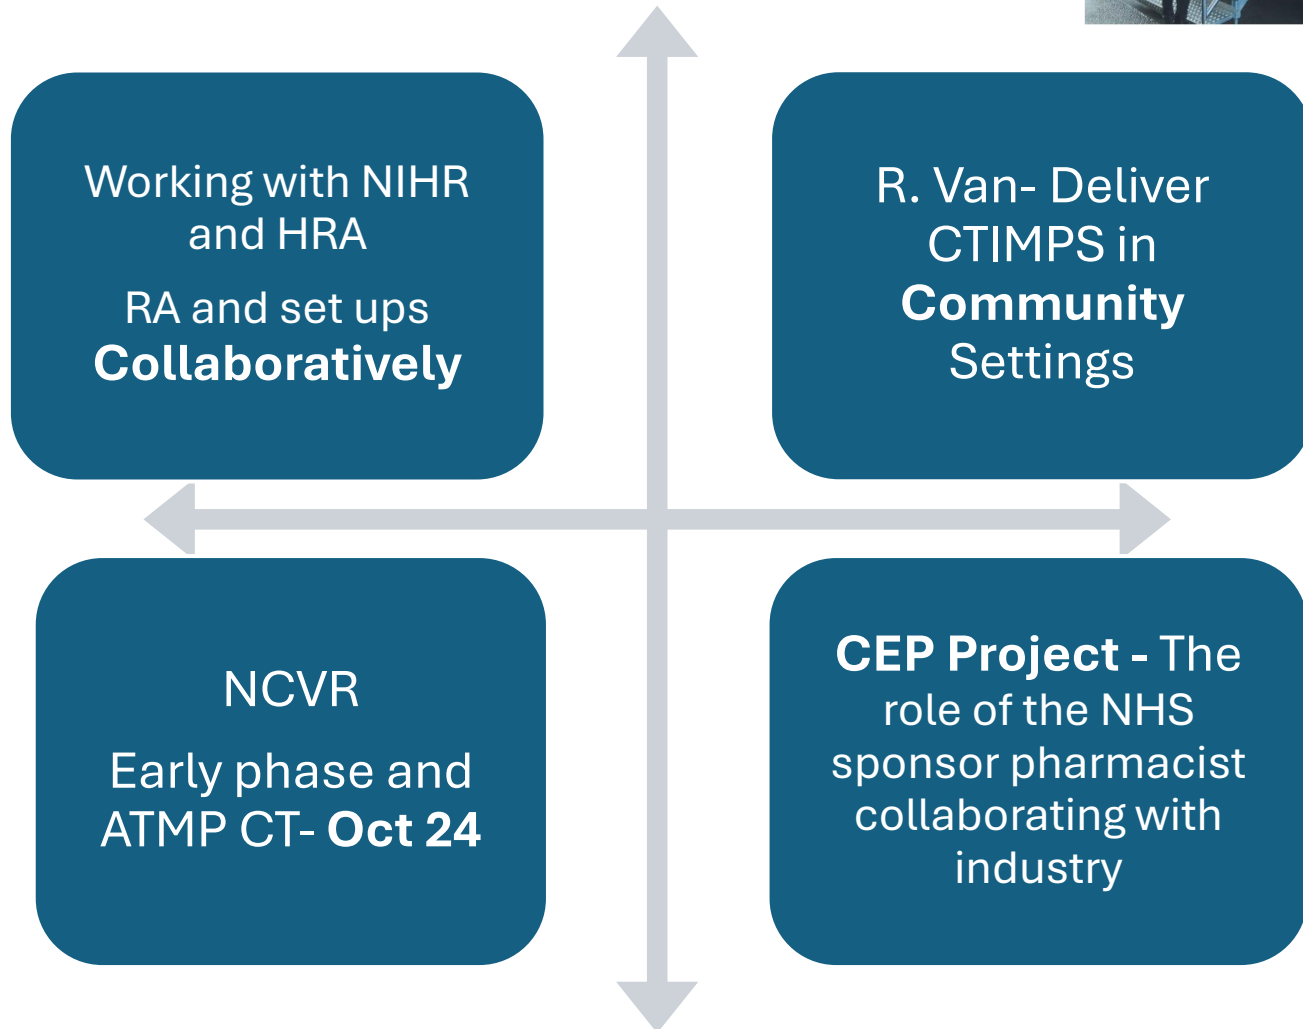 Working with NIHR
and HRA
RA and set ups
Collaboratively
R. Van- Deliver
CTIMPS in
Community
Settings
NCVR
Early phase and
ATMP CT- Oct 24
CEP Project - The
role of the NHS
sponsor pharmacist
collaborating with
industry